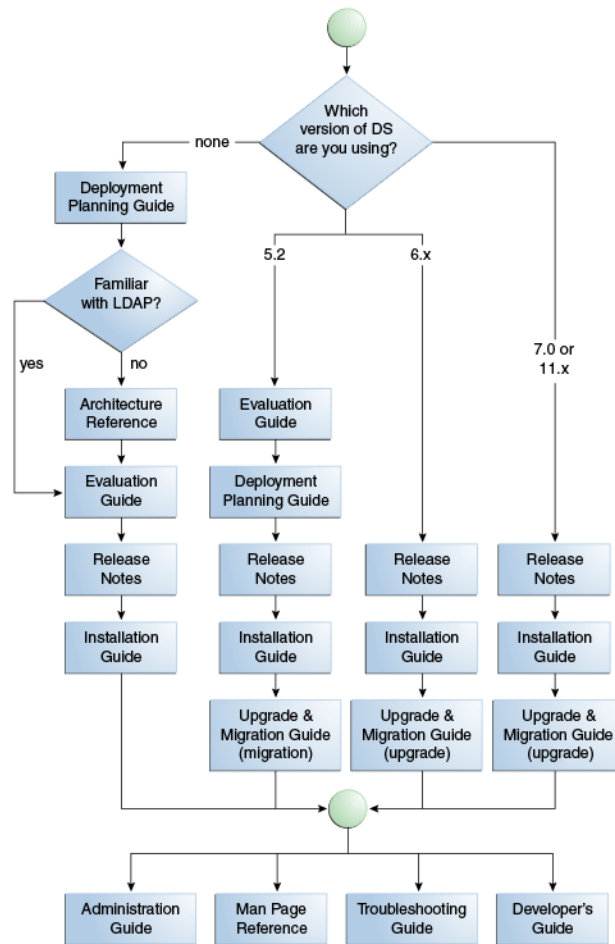 Which
version of DS
are you using?
none
Deployment
Planning Guide
5.2
6.x
Familiar
with LDAP?
7.0 or
11.x
yes
no
Architecture
Reference
Evaluation
Guide
Evaluation
Guide
Deployment
Planning Guide
Release
Notes
Release
Notes
Release
Notes
Release
Notes
Installation
Guide
Installation
Guide
Installation
Guide
Installation
Guide
Upgrade &
Migration Guide
(migration)
Upgrade &
Migration Guide
(upgrade)
Upgrade &
Migration Guide
(upgrade)
Administration
Guide
Man Page
Reference
Troubleshooting
Guide
Developer's
Guide